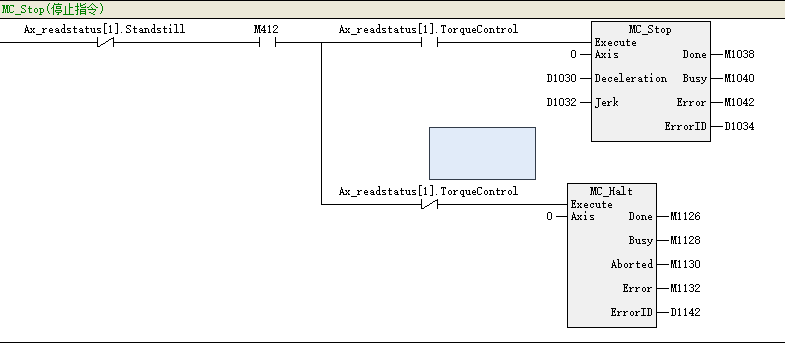 MC_Stop(停止指令)
Ax_readstatus[1].Standstill M412 Ax_readstatus[1].TorqueControl MC_Stop
Execute
0 Axis Done M1038
D1030 Deceleration Busy M1040
D1032 Jerk Error M1042
ErrorID D1034
Ax_readstatus[1].TorqueControl MC_Halt
Execute
0 Axis Done M1126
Busy M1128
Aborted M1130
Error M1132
ErrorID D1142